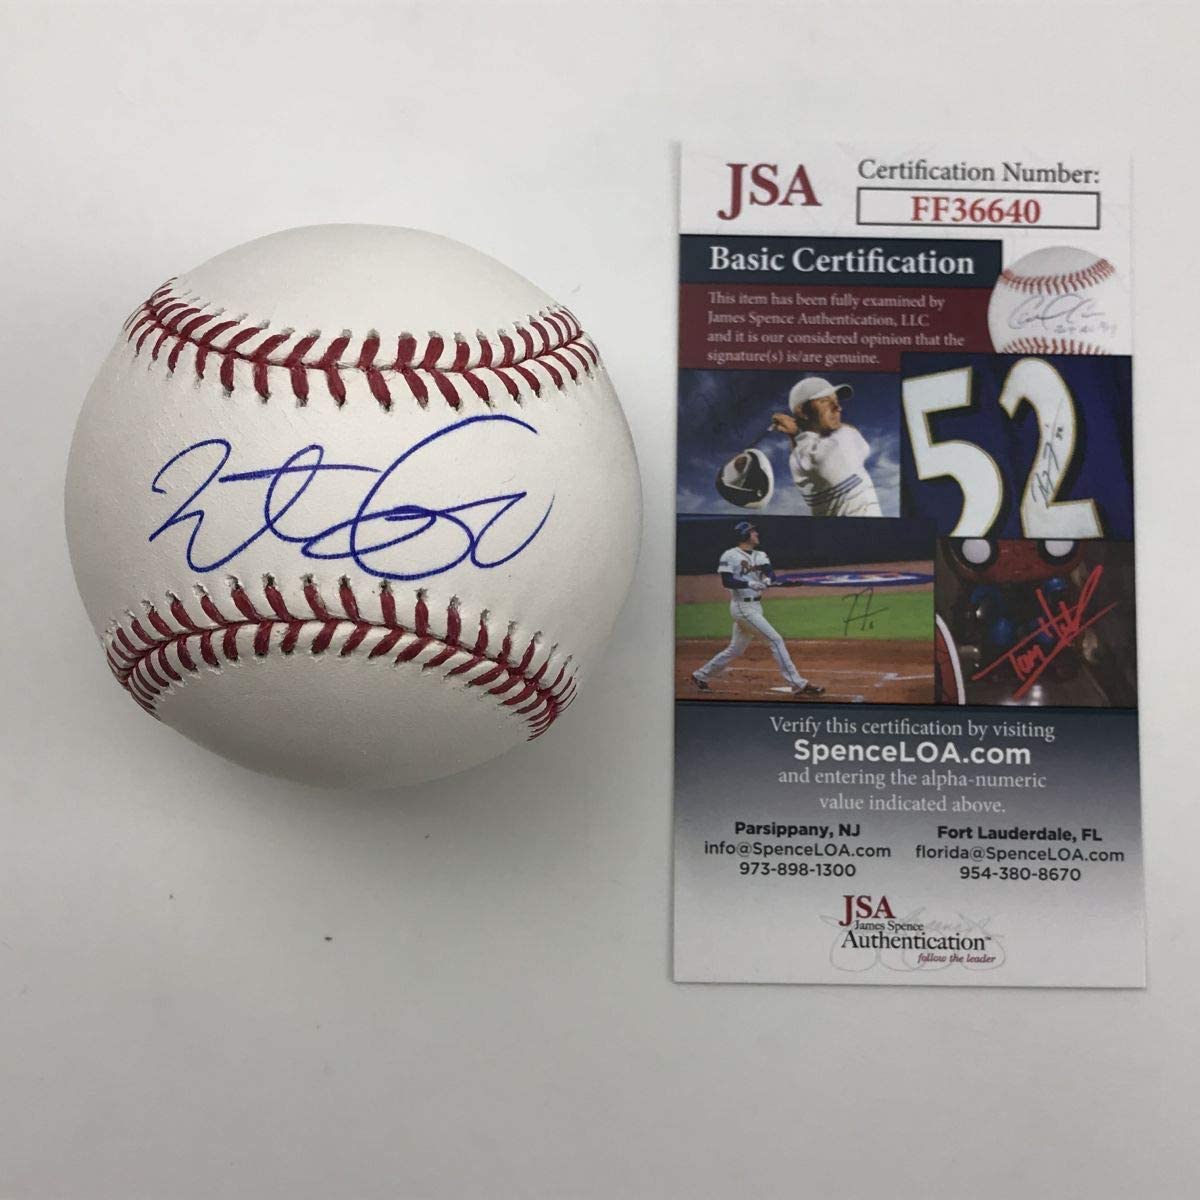 JSA
Certification Number:
FF36640
Basic Certification
This item has been fully examined by
James Spence Authentication, LLC
and it is our considered opinion that the
signature(s) is/are genuine.
52
Verify this certification by visiting
SpenceLOA.com
and entering the alpha-numeric
value indicated above.
Parsippany, NJ
info@SpenceLOA.com
973-898-1300
Fort Lauderdale, FL
florida@SpenceLOA.com
954-380-8670
JSA
James Spence
Authentication™
follow the leader